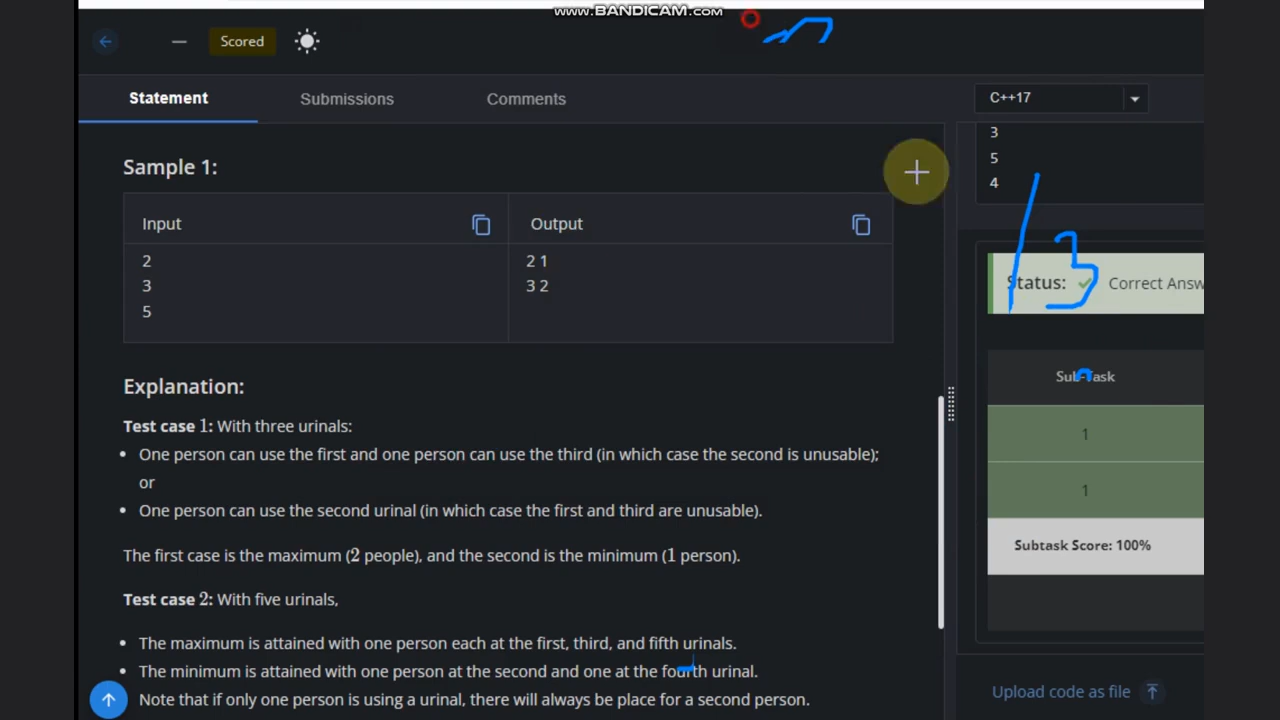 www.BANDICAM.com
Scored
Statement
Submissions
Comments
C++17
3
5
4
Sample 1:
Input
Output
2
3
5
2 1
3 2
Status:
Correct Answ
3
Sub-Task
1
1
Subtask Score: 100%
Explanation:
Test case 1: With three urinals:
One person can use the first and one person can use the third (in which case the second is unusable);
or
One person can use the second urinal (in which case the first and third are unusable).
The first case is the maximum (2 people), and the second is the minimum (1 person).
Test case 2: With five urinals,
The maximum is attained with one person each at the first, third, and fifth urinals.
The minimum is attained with one person at the second and one at the fourth urinal.
Note that if only one person is using a urinal, there will always be place for a second person.
Upload code as file